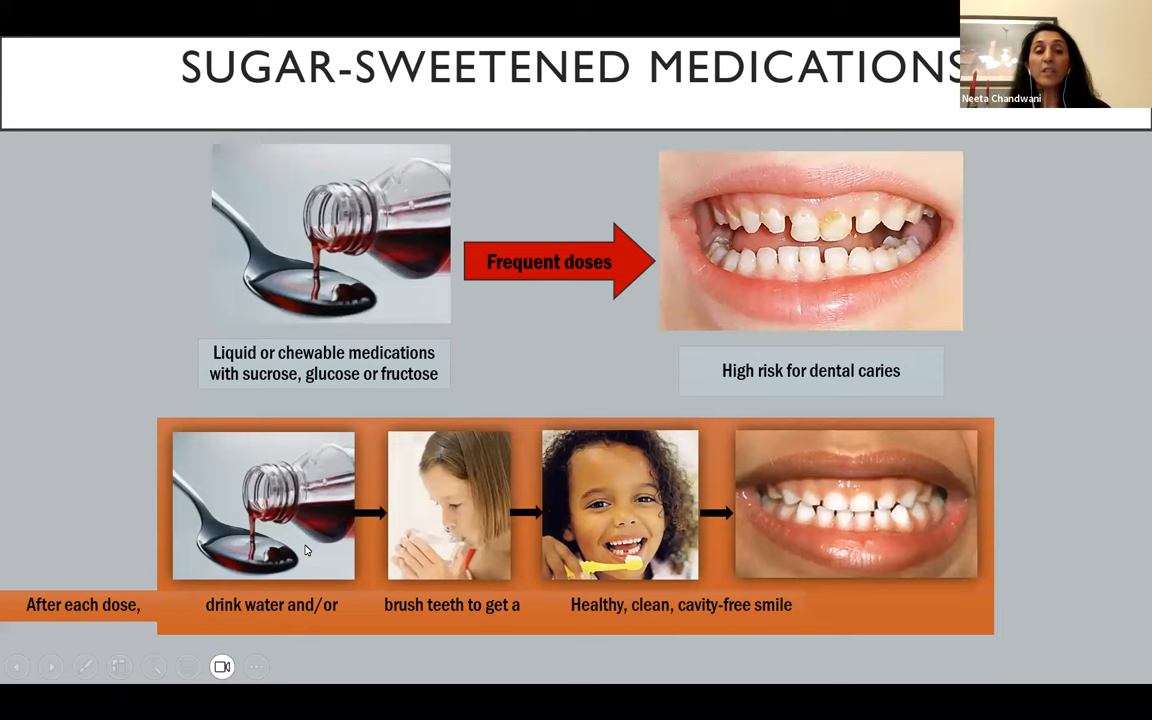 SUGAR-SWEETENED MEDICATIONS
Neeta Chandwani
Frequent doses
Liquid or chewable medications
with sucrose, glucose or fructose
High risk for dental caries
After each dose, drink water and/or brush teeth to get a Healthy, clean, cavity-free smile